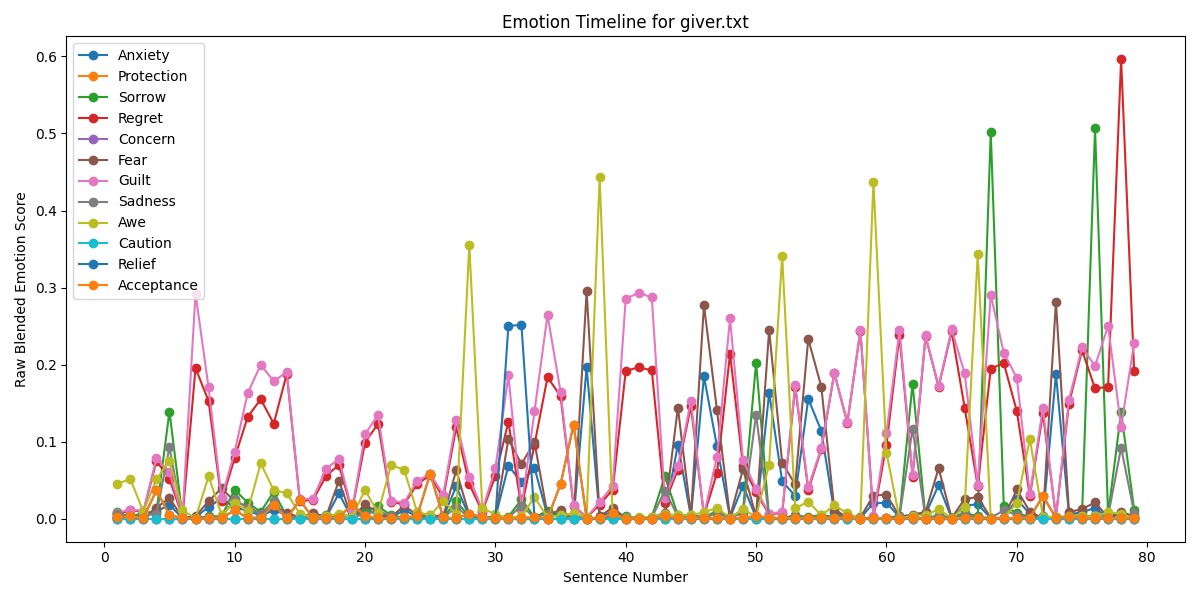 Emotion Timeline for giver.txt
Raw Blended Emotion Score
0.6
0.5
0.4
0.3
0.2
0.1
0.0
Anxiety
Protection
Sorrow
Regret
Concern
Fear
Guilt
Sadness
Awe
Caution
Relief
Acceptance
0 10 20 30 40 50 60 70 80
Sentence Number